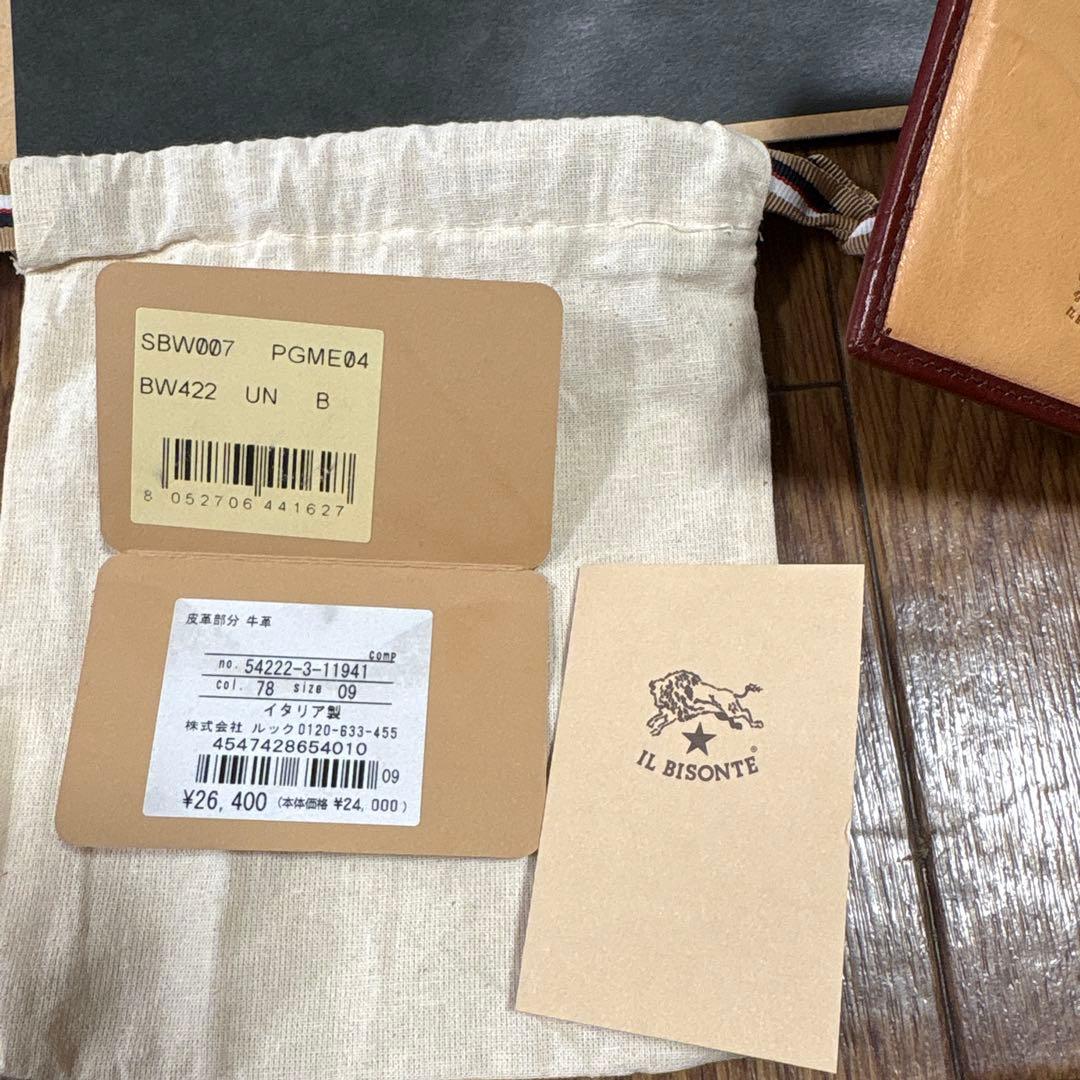 SBW007 PGME04
BW422 UN B
8 052706 441627
皮革部分 牛革
comp
no. 54222-3-11941
col. 78 size 09
イタリア製
株式会社 ルック 0120-633-455
4547428654010
09
¥26,400 (本体価格 ¥24,000)
IL BISONTE®